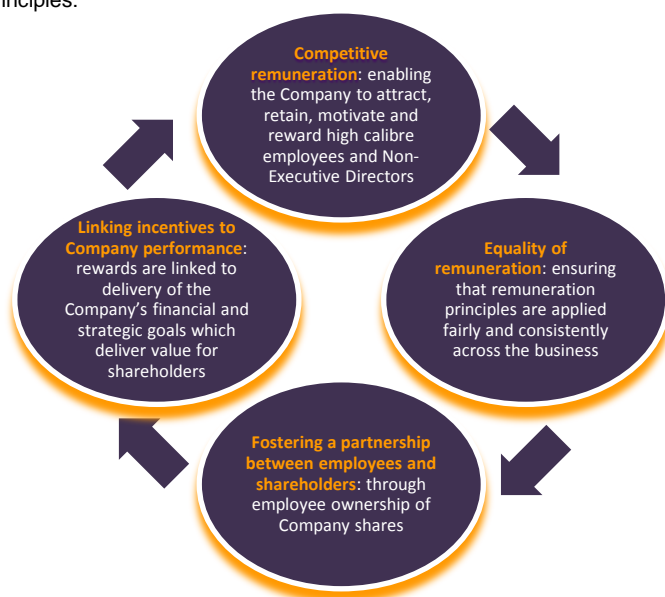 inciples:
Competitive
remuneration: enabling
the Company to attract,
retain, motivate and
reward high calibre
employees and Non-
Executive Directors
Equality of
remuneration: ensuring
that remuneration
principles are applied
fairly and consistently
across the business
Fostering a partnership
between employees and
shareholders: through
employee ownership of
Company shares
Linking incentives to
Company performance:
rewards are linked to
delivery of the
Company’s financial and
strategic goals which
deliver value for
shareholders